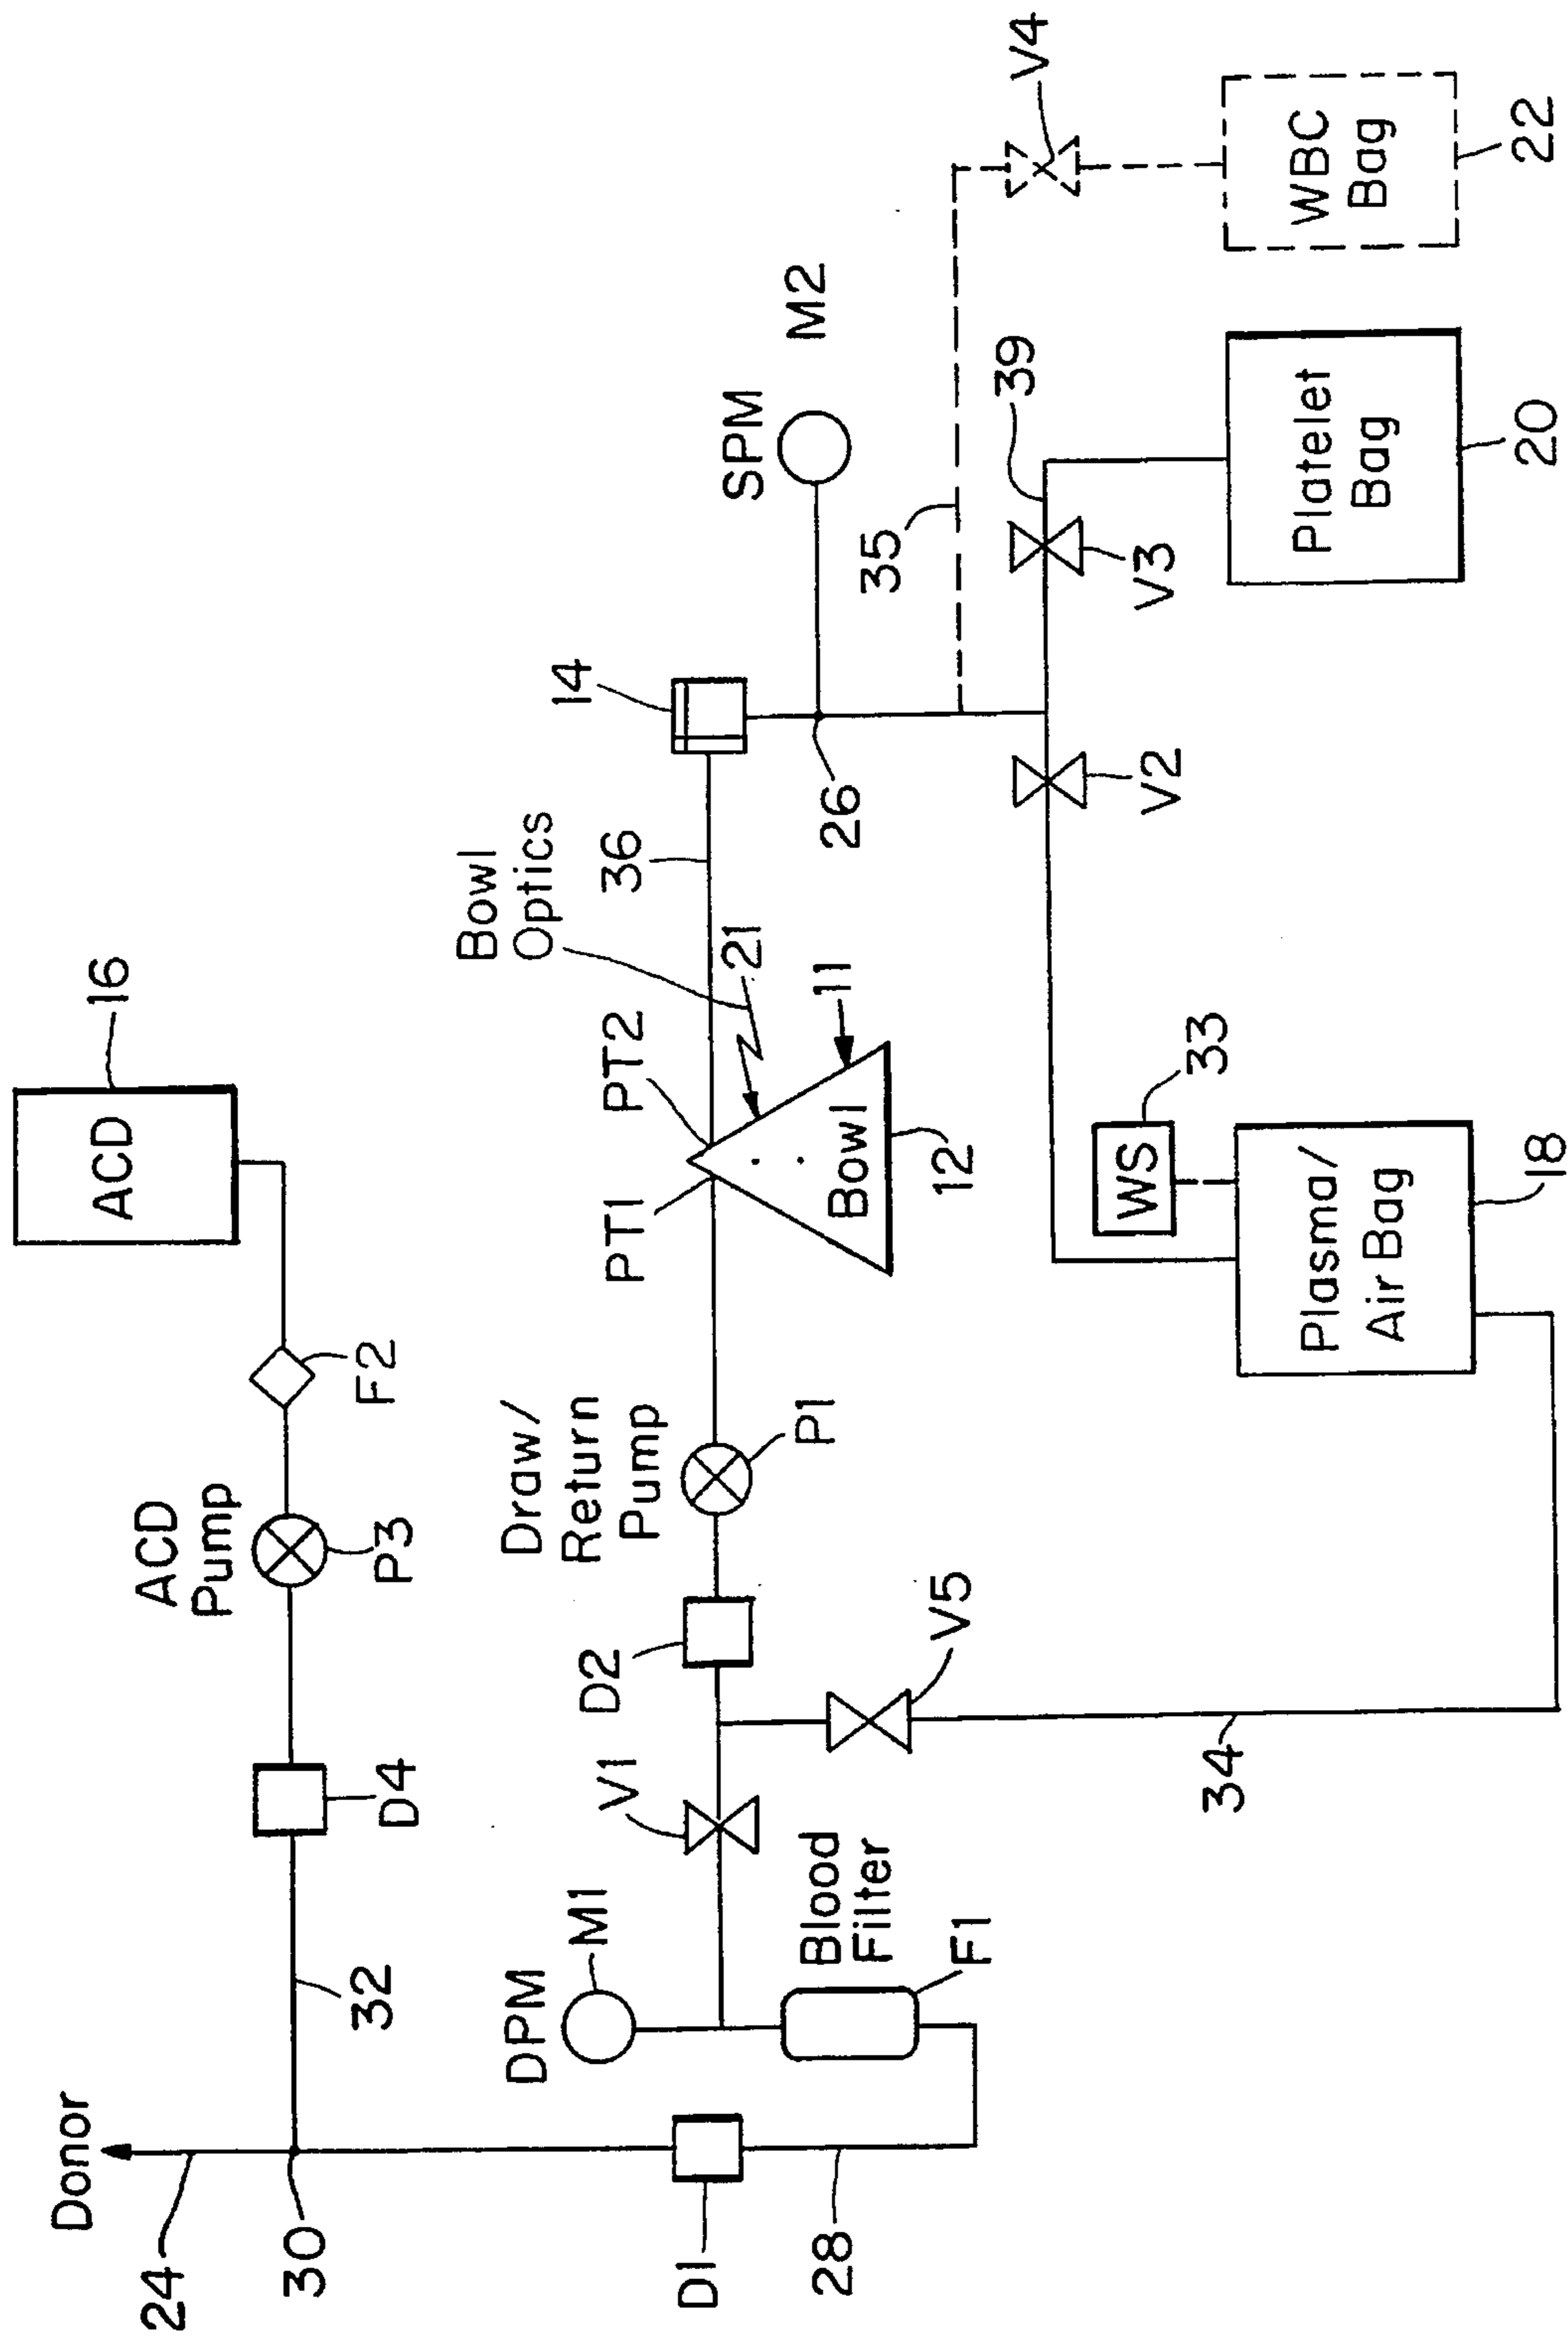 Donor
24
30
32
D4
ACD
Pump
P3
F2
ACD
16
D1
28
DPM
M1
Blood
Filter
F1
V1
D2
V5
34
Draw/
Return
Pump
P1
PT1
PT2
Bowl
12
11
21
Bowl
Optics
36
14
26
SPM
M2
35
39
V2
V3
V4
WS
33
Plasma/
Air Bag
18
Platelet
Bag
20
WBC
Bag
22